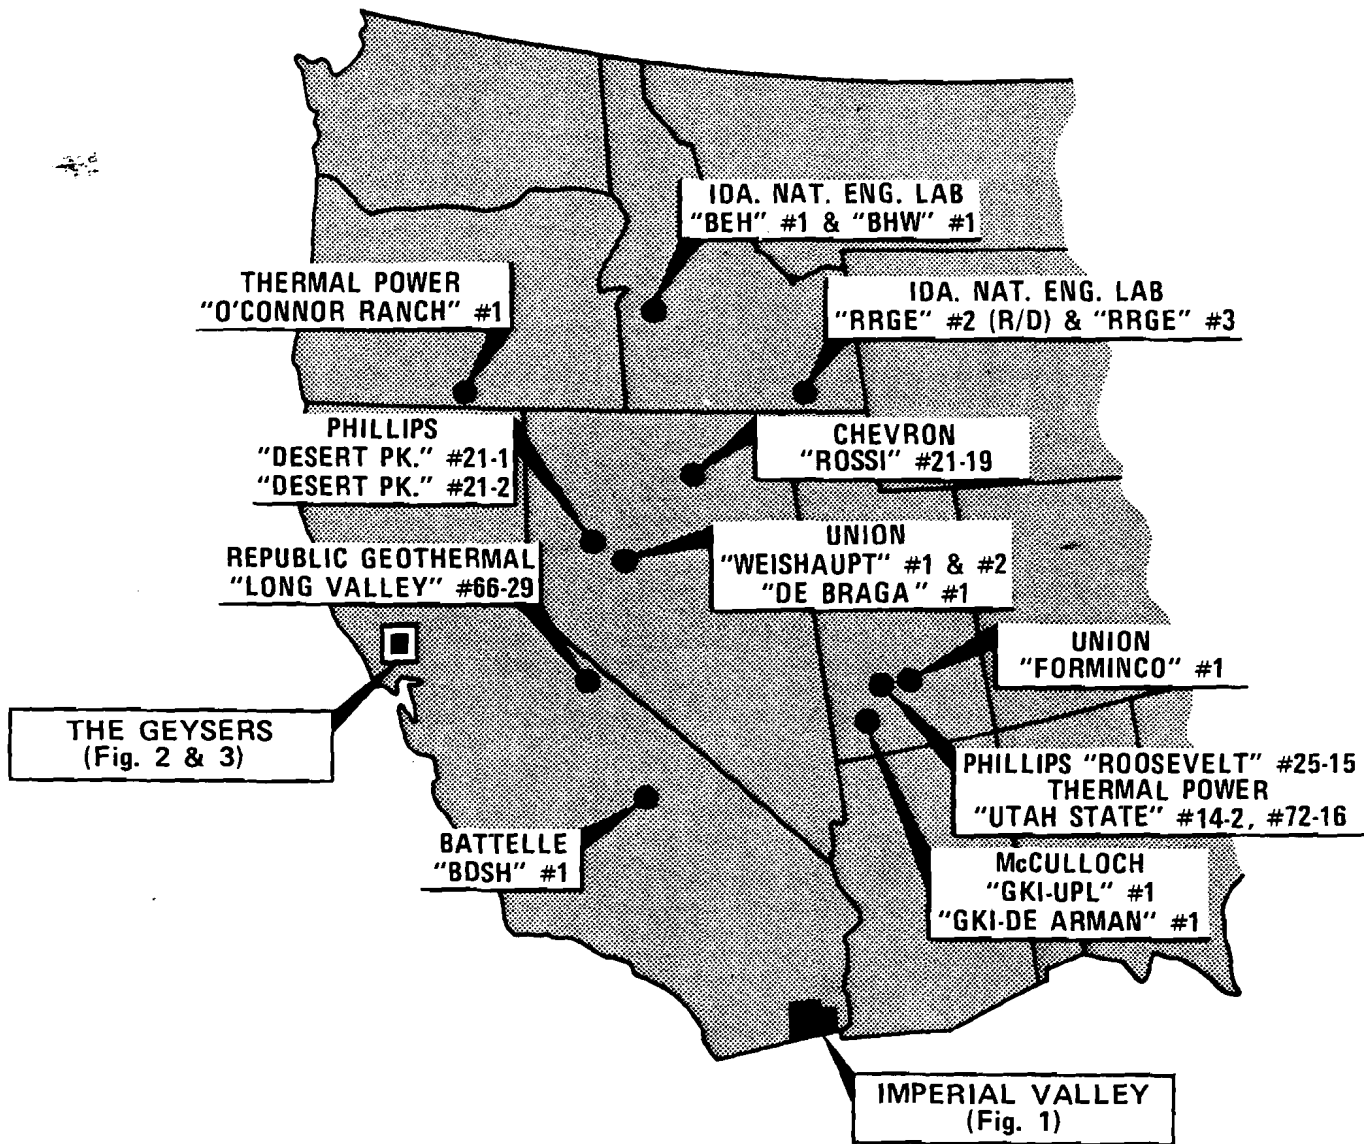 IDA. NAT. ENG. LAB
"BEH" #1 & "BHW" #1
THERMAL POWER
"O'CONNOR RANCH" #1
IDA. NAT. ENG. LAB
"RRGE" #2 (R/D) & "RRGE" #3
PHILLIPS
"DESERT PK." #21-1
"DESERT PK." #21-2
CHEVRON
"ROSSI" #21-19
REPUBLIC GEOTHERMAL
"LONG VALLEY" #66-29
UNION
"WEISHAUPT" #1 & #2
"DE BRAGA" #1
UNION
"FORMINCO" #1
THE GEYSERS
(Fig. 2 & 3)
PHILLIPS "ROOSEVELT" #25-15
THERMAL POWER
"UTAH STATE" #14-2, #72-16
BATTELLE
"BDSH" #1
McCULLOCH
"GKI-UPL" #1
"GKI-DE ARMAN" #1
IMPERIAL VALLEY
(Fig. 1)